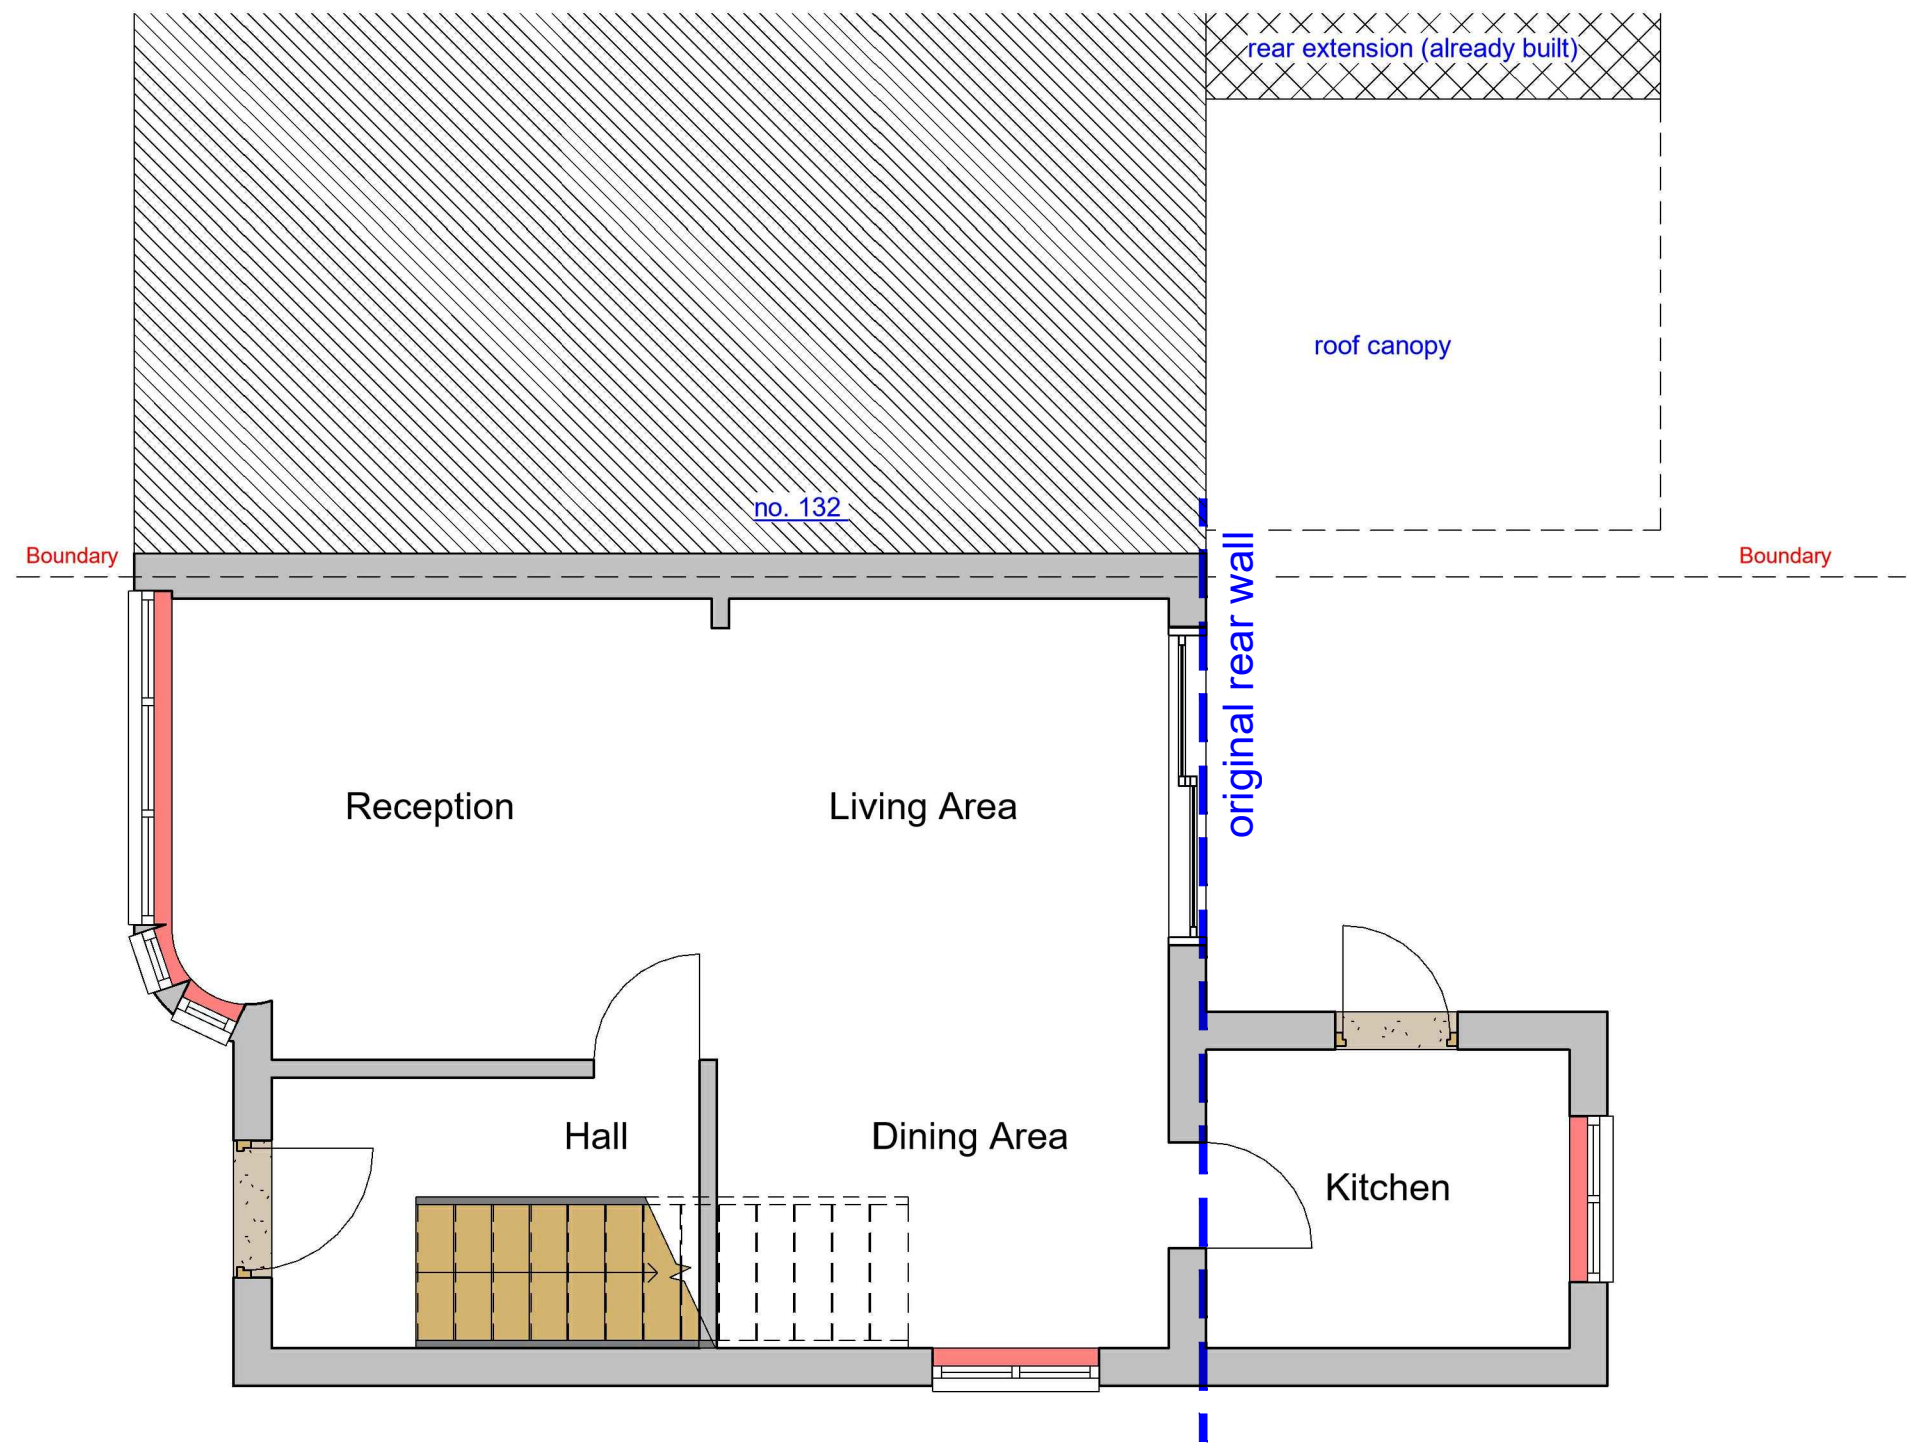 rear extension (already built)
roof canopy
no. 132
Boundary
Boundary
original rear wall
Reception
Living Area
Hall
Dining Area
Kitchen